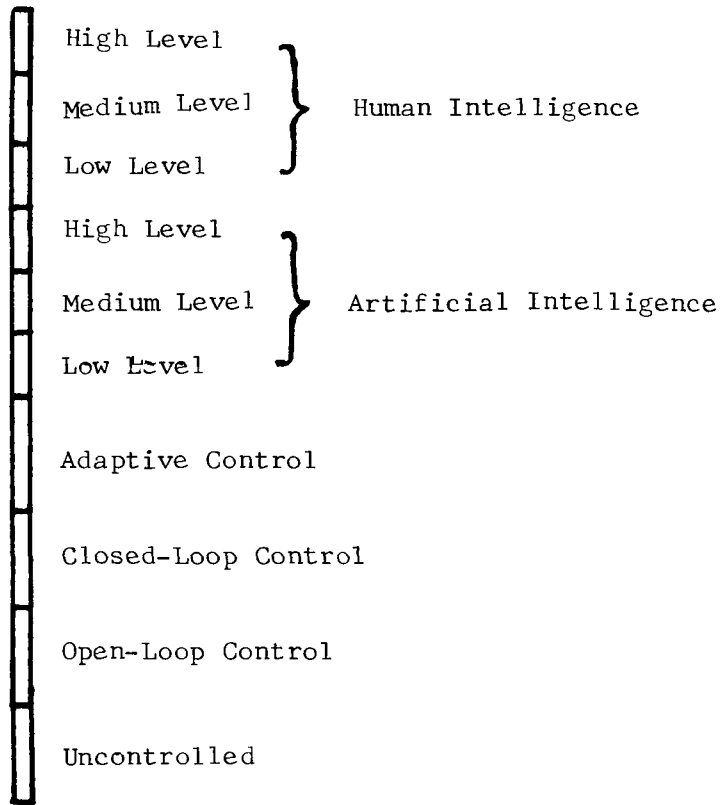 High Level
Medium Level
Human Intelligence
Low Level
High Level
Medium Level
Artificial Intelligence
Low Level
Adaptive Control
Closed-Loop Control
Open-Loop Control
Uncontrolled